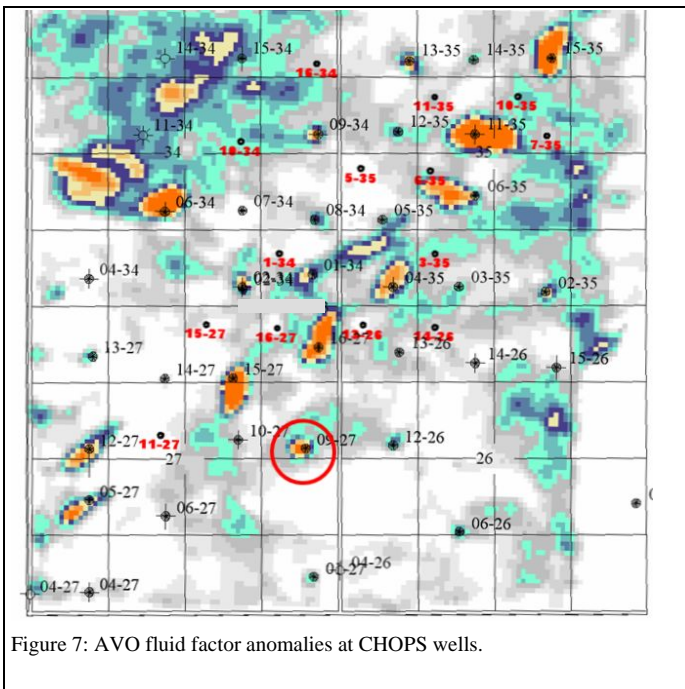 14-34 15-34 13-35 14-35 15-35
16-34
11-35 10-35
11-34 09-34 12-35 11-35
34 10-34 35 7-35
5-35 6-35
06-34 07-34 08-34 05-35 06-35
1-34 3-35
04-34 02-34 01-34 04-35 03-35 02-35
02-34
15-27 16-27 13-26 14-26
13-27 16-27 13-26 14-26 15-26
14-27 15-27
11-27
12-27 10-27 09-27 12-26
27 26
05-27
06-27 06-26
04-27 04-27 04-26
Figure 7: AVO fluid factor anomalies at CHOPS wells.